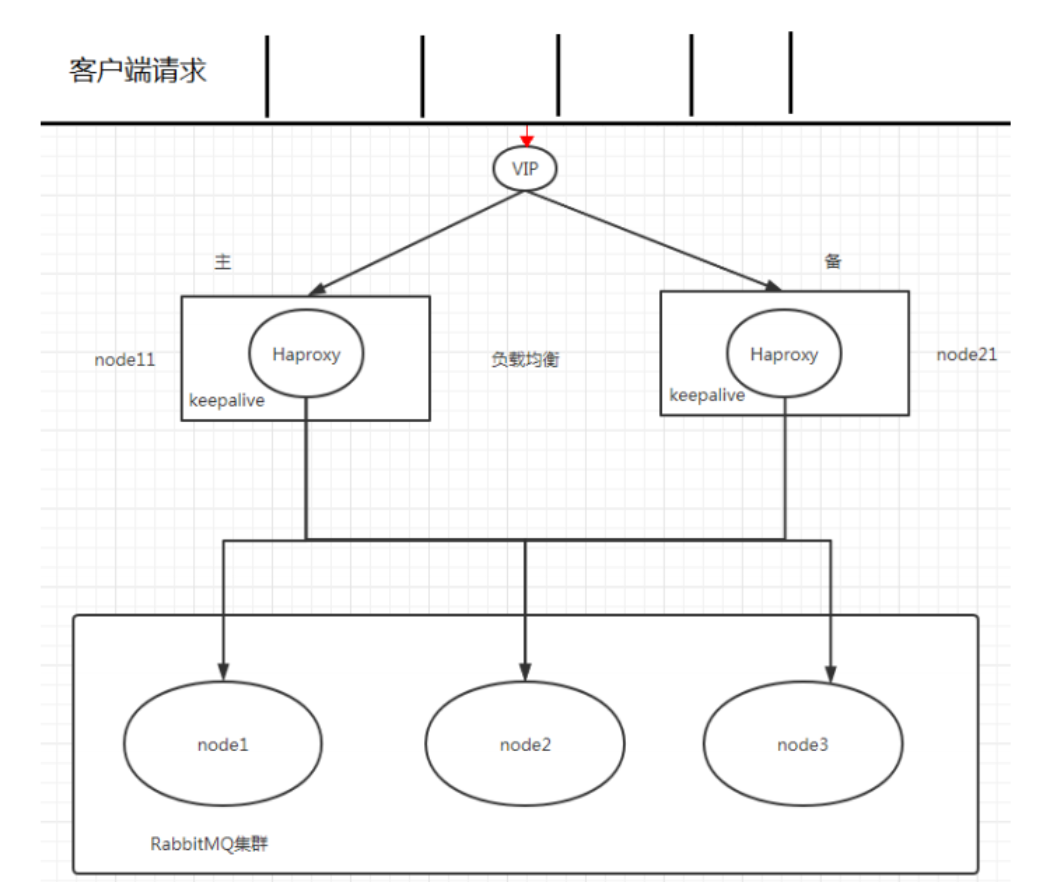 客户端请求
VIP
主
备
Haproxy
Haproxy
node11
负载均衡
node21
keepalive
keepalive
node1
node2
node3
RabbitMQ集群